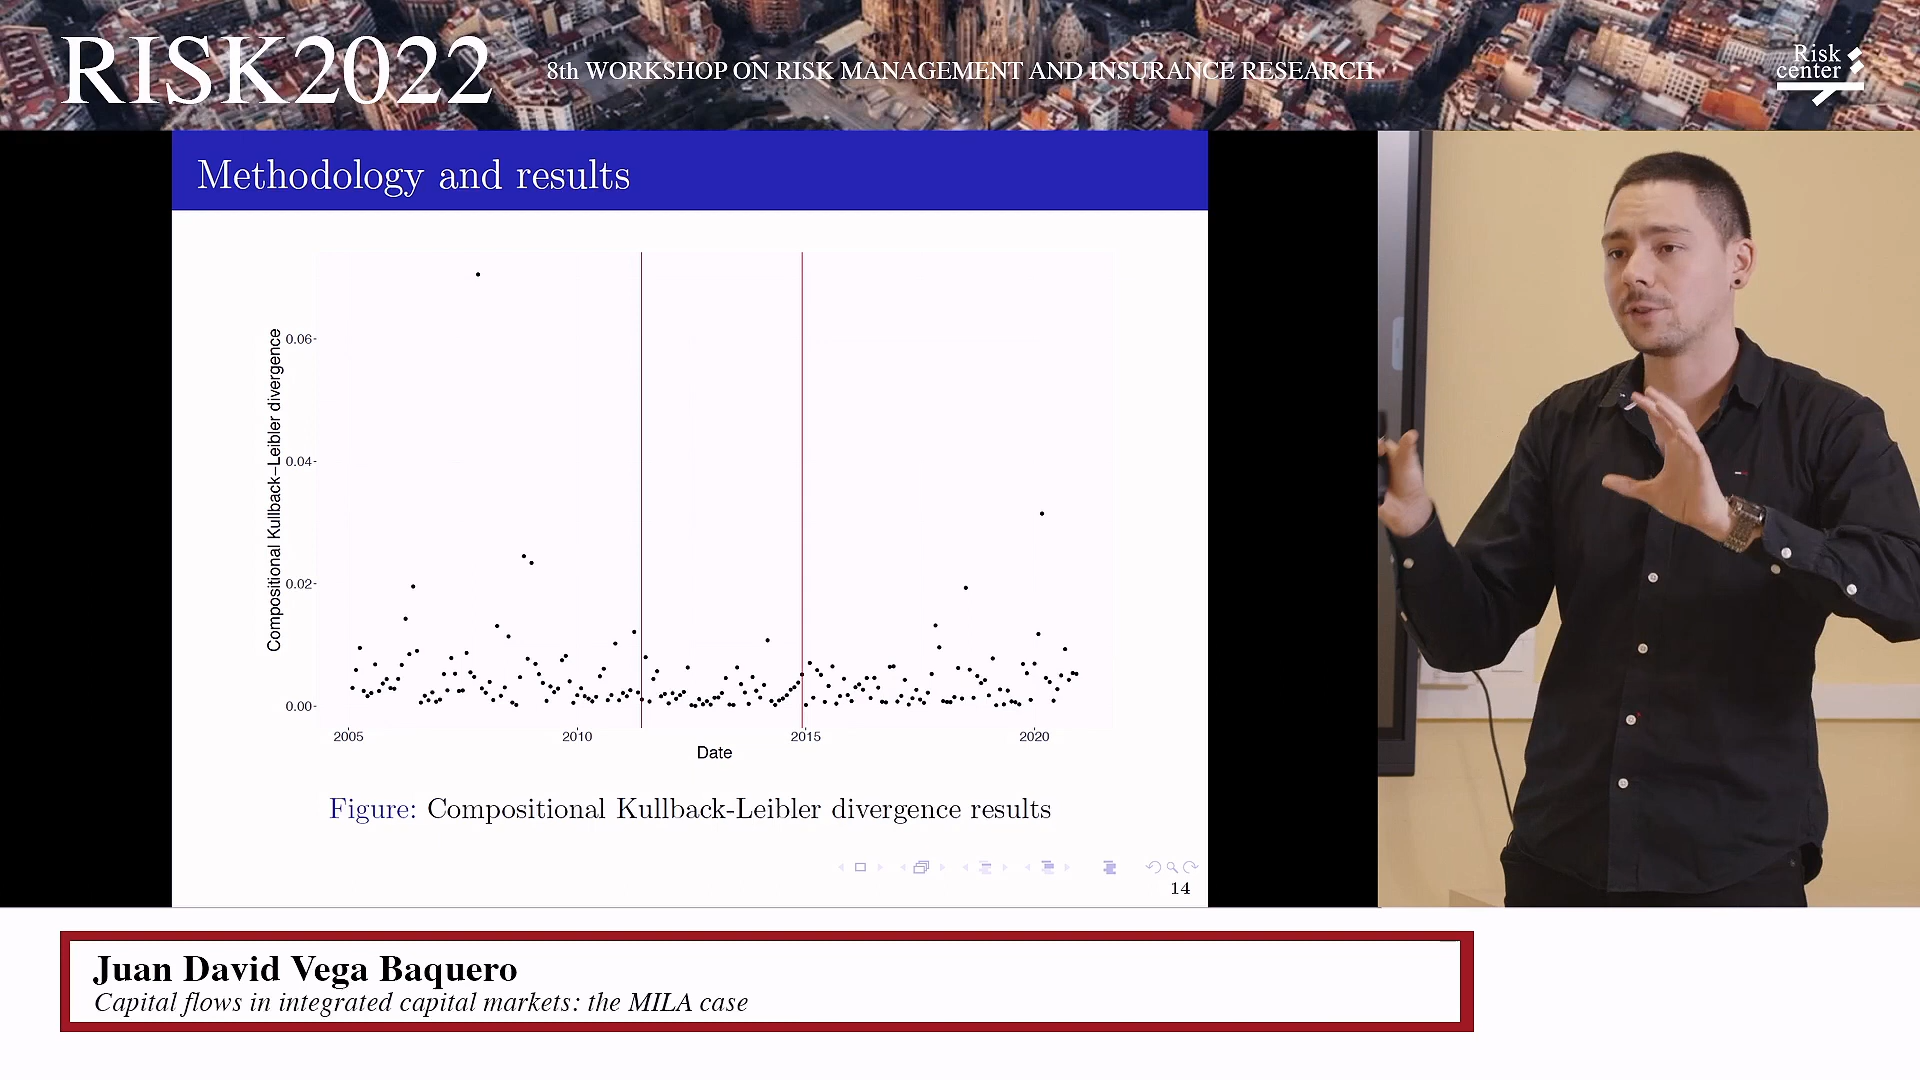 RISK2022
8th WORKSHOP ON RISK MANAGEMENT AND INSURANCE RESEARCH
Risk
center
Methodology and results
Compositional Kullback–Leibler divergence
0.06-
0.04-
0.02-
0.00-
2005
2010
2015
2020
Date
Figure: Compositional Kullback-Leibler divergence results
14
Juan David Vega Baquero
Capital flows in integrated capital markets: the MILA case